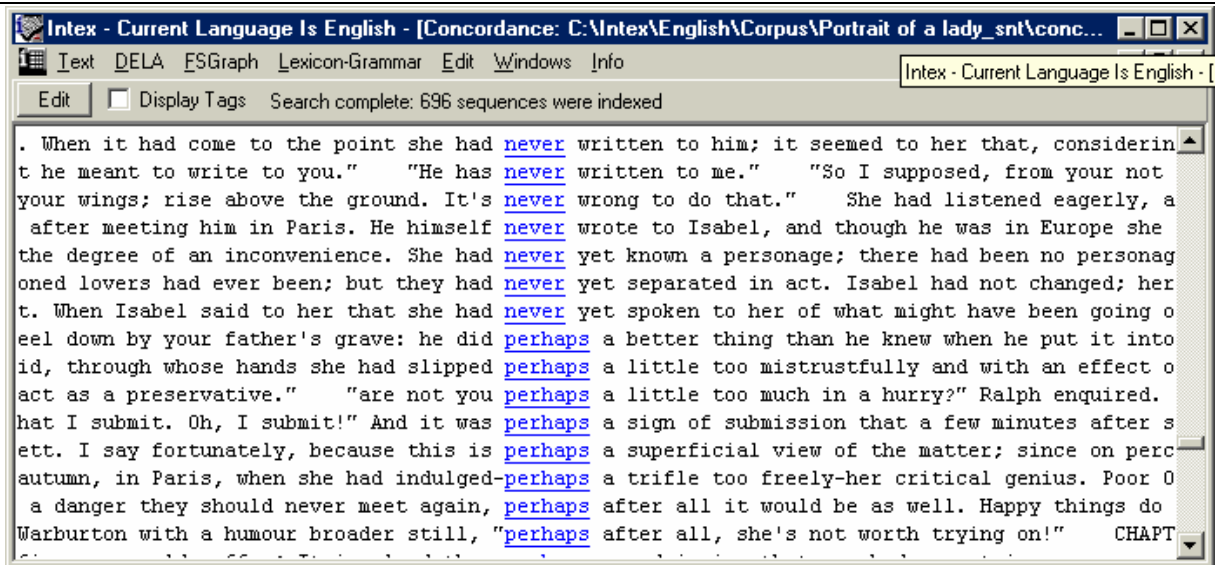 Intex - Current Language Is English - [Concordance: C:\Intex\English\Corpus\Portrait of a lady_snt\conc...
Text DELA FSGraph Lexicon-Grammar Edit Windows Info
Intex - Current Language Is English - [
Edit Display Tags Search complete: 696 sequences were indexed
. When it had come to the point she had never written to him; it seemed to her that, considerin
t he meant to write to you." "He has never written to me." "So I supposed, from your not
your wings; rise above the ground. It's never wrong to do that." She had listened eagerly, a
after meeting him in Paris. He himself never wrote to Isabel, and though he was in Europe she
the degree of an inconvenience. She had never yet known a personage; there had been no personag
oned lovers had ever been; but they had never yet separated in act. Isabel had not changed; her
t. When Isabel said to her that she had never yet spoken to her of what might have been going o
eel down by your father's grave: he did perhaps a better thing than he knew when he put it into
id, through whose hands she had slipped perhaps a little too mistrustfully and with an effect o
act as a preservative." "are not you perhaps a little too much in a hurry?" Ralph enquired.
hat I submit. Oh, I submit!" And it was perhaps a sign of submission that a few minutes after s
ett. I say fortunately, because this is perhaps a superficial view of the matter; since on perc
autumn, in Paris, when she had indulged-perhaps a trifle too freely-her critical genius. Poor O
a danger they should never meet again, perhaps after all it would be as well. Happy things do
Warburton with a humour broader still, "perhaps after all, she's not worth trying on!" CHAPT